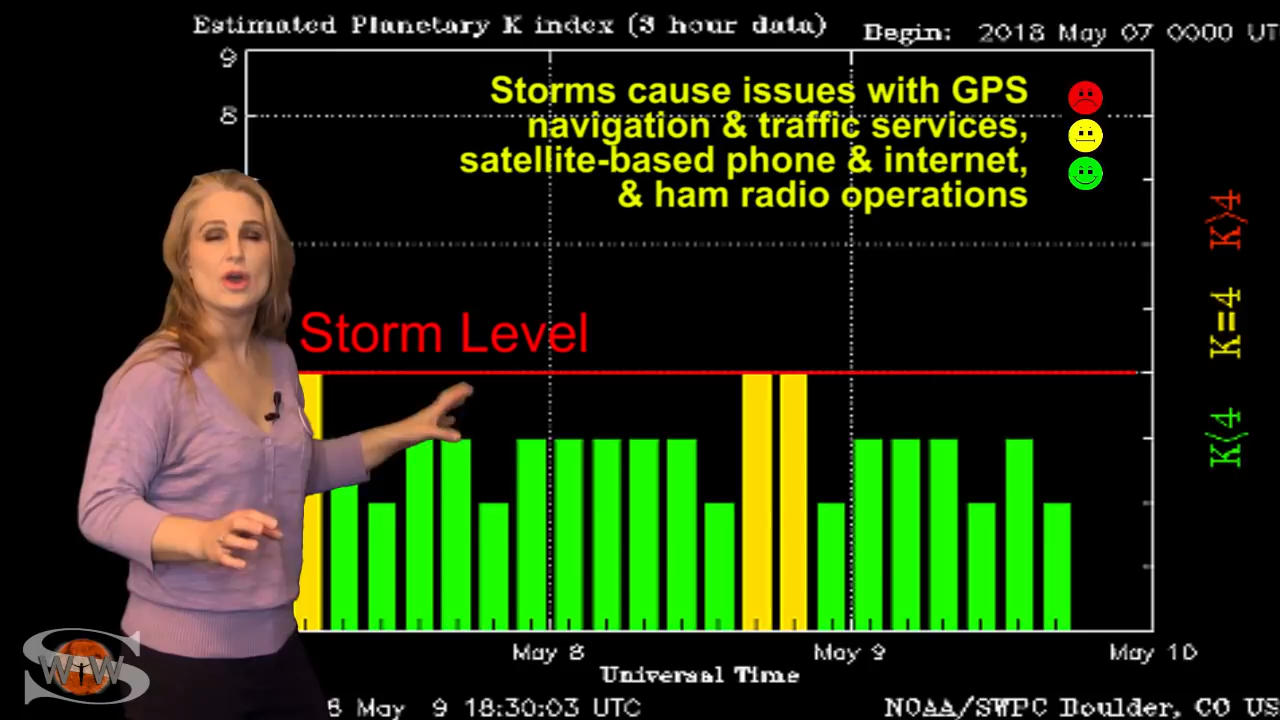 Estimated Planetary K index (3 hour data)
Begin: 2018 May 07 0000 UT
9
8
Storms cause issues with GPS
navigation & traffic services,
satellite-based phone & internet,
& ham radio operations
K>4
K=4
K<4
Storm Level
May 8
May 9
May 10
Universal Time
May 9 18:30:03 UTC
NOAA/SWPC Boulder, CO US
S
WTW